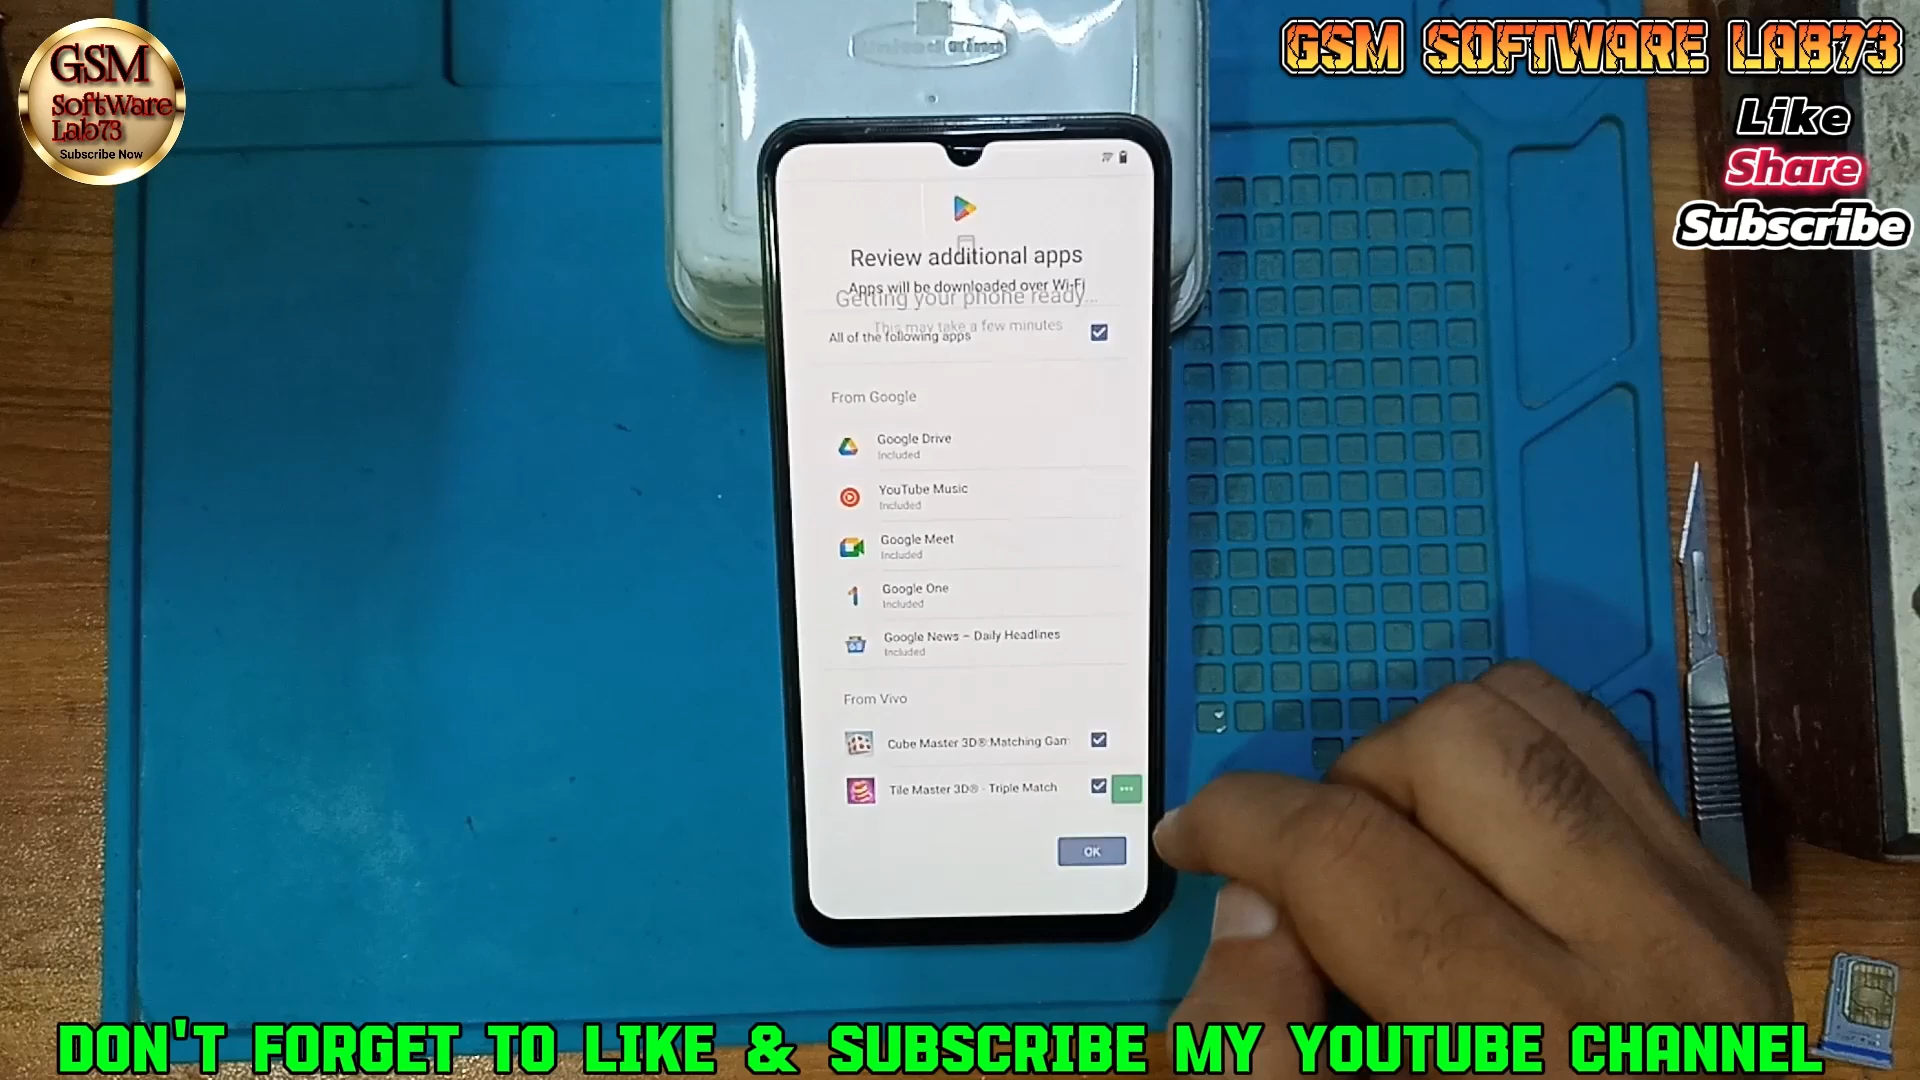 GSM
SoftWare
Lab73
Subscribe Now
GSM SOFTWARE LAB73
Like
Share
Subscribe
Review additional apps
Apps will be downloaded over Wi-Fi
Getting your phone ready...
This may take a few minutes
All of the following apps
From Google
Google Drive
Included
YouTube Music
Included
Google Meet
Included
Google One
Included
Google News – Daily Headlines
Included
From Vivo
Cube Master 3D®:Matching Gam
Tile Master 3D® - Triple Match
OK
DON'T FORGET TO LIKE & SUBSCRIBE MY YOUTUBE CHANNEL